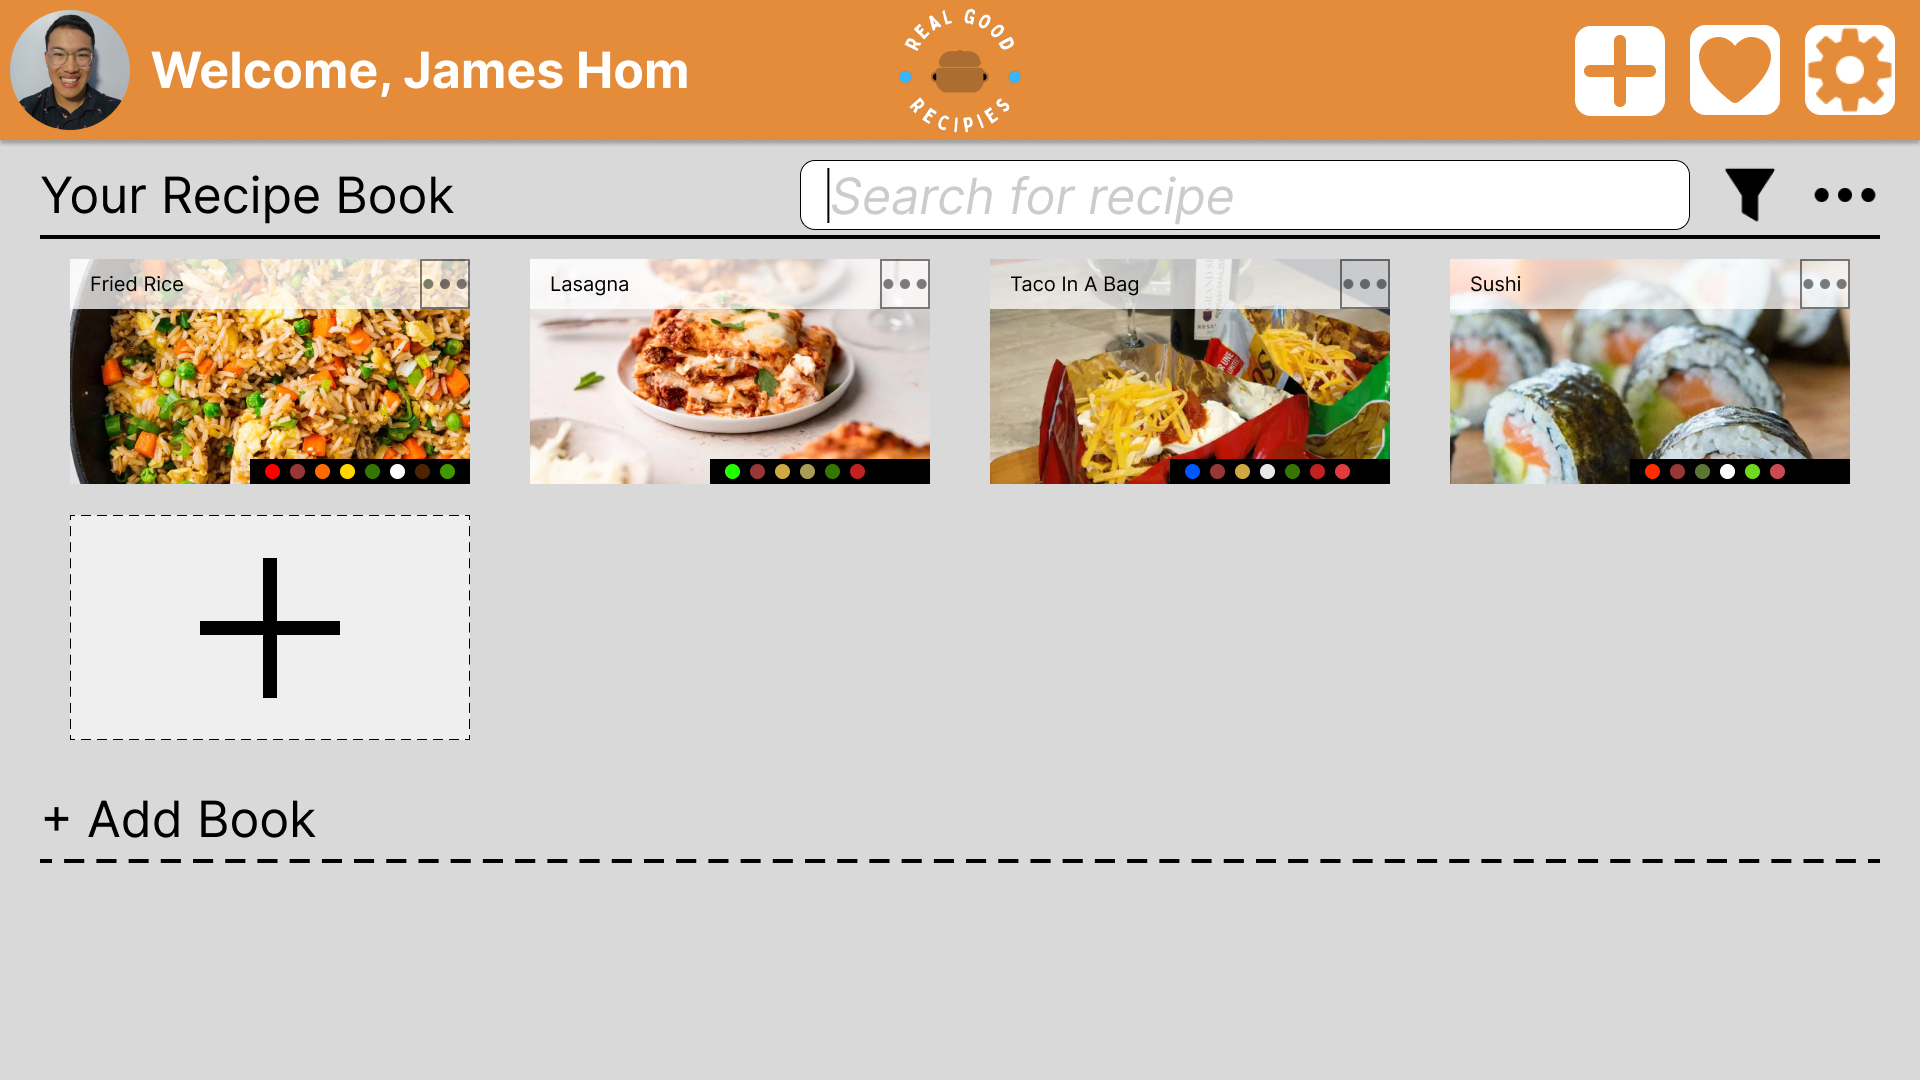 Welcome, James Hom
REAL GOOD
RECIPIES
Your Recipe Book
Search for recipe
Fried Rice
Lasagna
Taco In A Bag
Sushi
+ Add Book